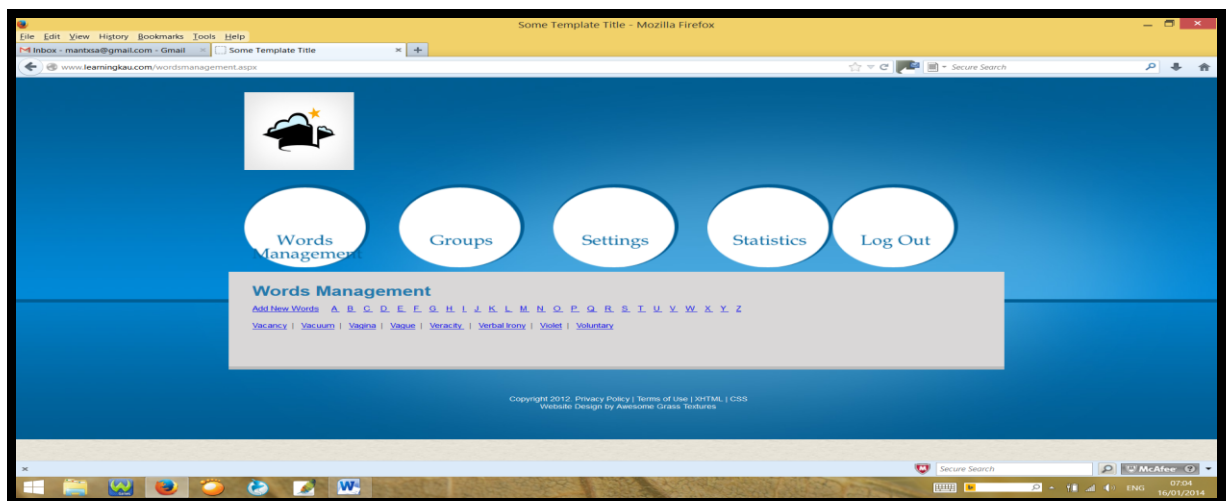 Some Template Title - Mozilla Firefox
File Edit View History Bookmarks Tools Help
Inbox - mantxsa@gmail.com - Gmail × Some Template Title × +
www.learningkau.com/wordsmanagement.aspx Secure Search
Words Management
Groups
Settings
Statistics
Log Out
Words Management
Add New Words A B C D E F G H I J K L M N O P Q R S T U V W X Y Z
Vacancy | Vacuum | Vagina | Vague | Veracity | Verbal Irony | Violet | Voluntary
Copyright 2012 Privacy Policy | Terms of Use | XHTML | CSS
Website Design by Awesome Grass Textures
× Secure Search McAfee
ENG 07:04
16/01/2014